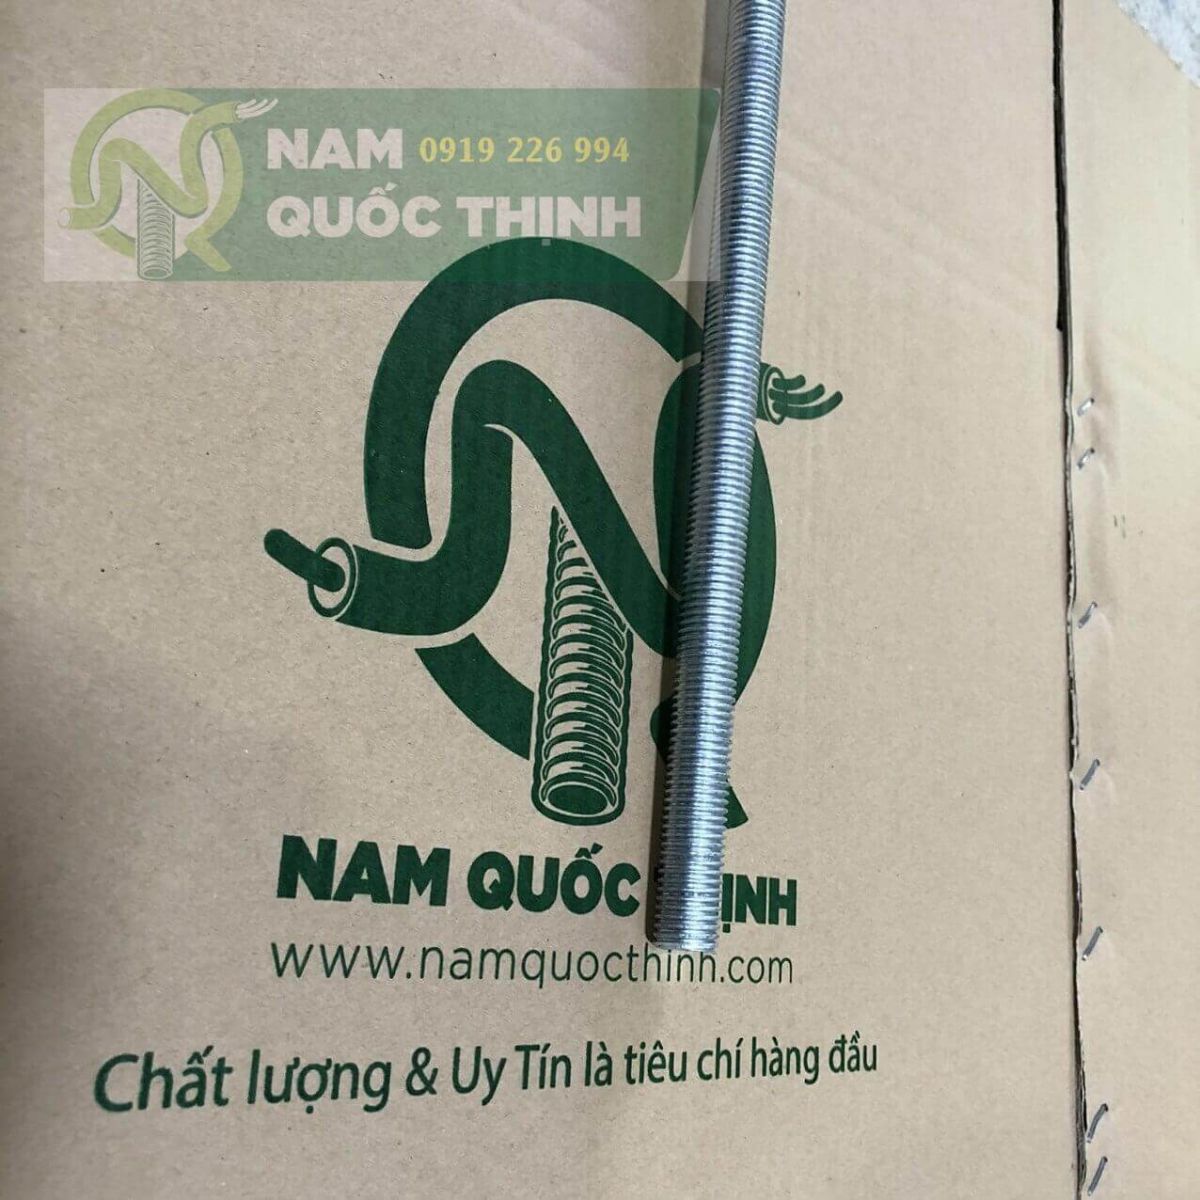 NAM 0919 226 994
QUỐC THỊNH
NAM QUỐC ỊNH
www.namquocthinh.com
Chất lượng & Uy Tín là tiêu chí hàng đầu